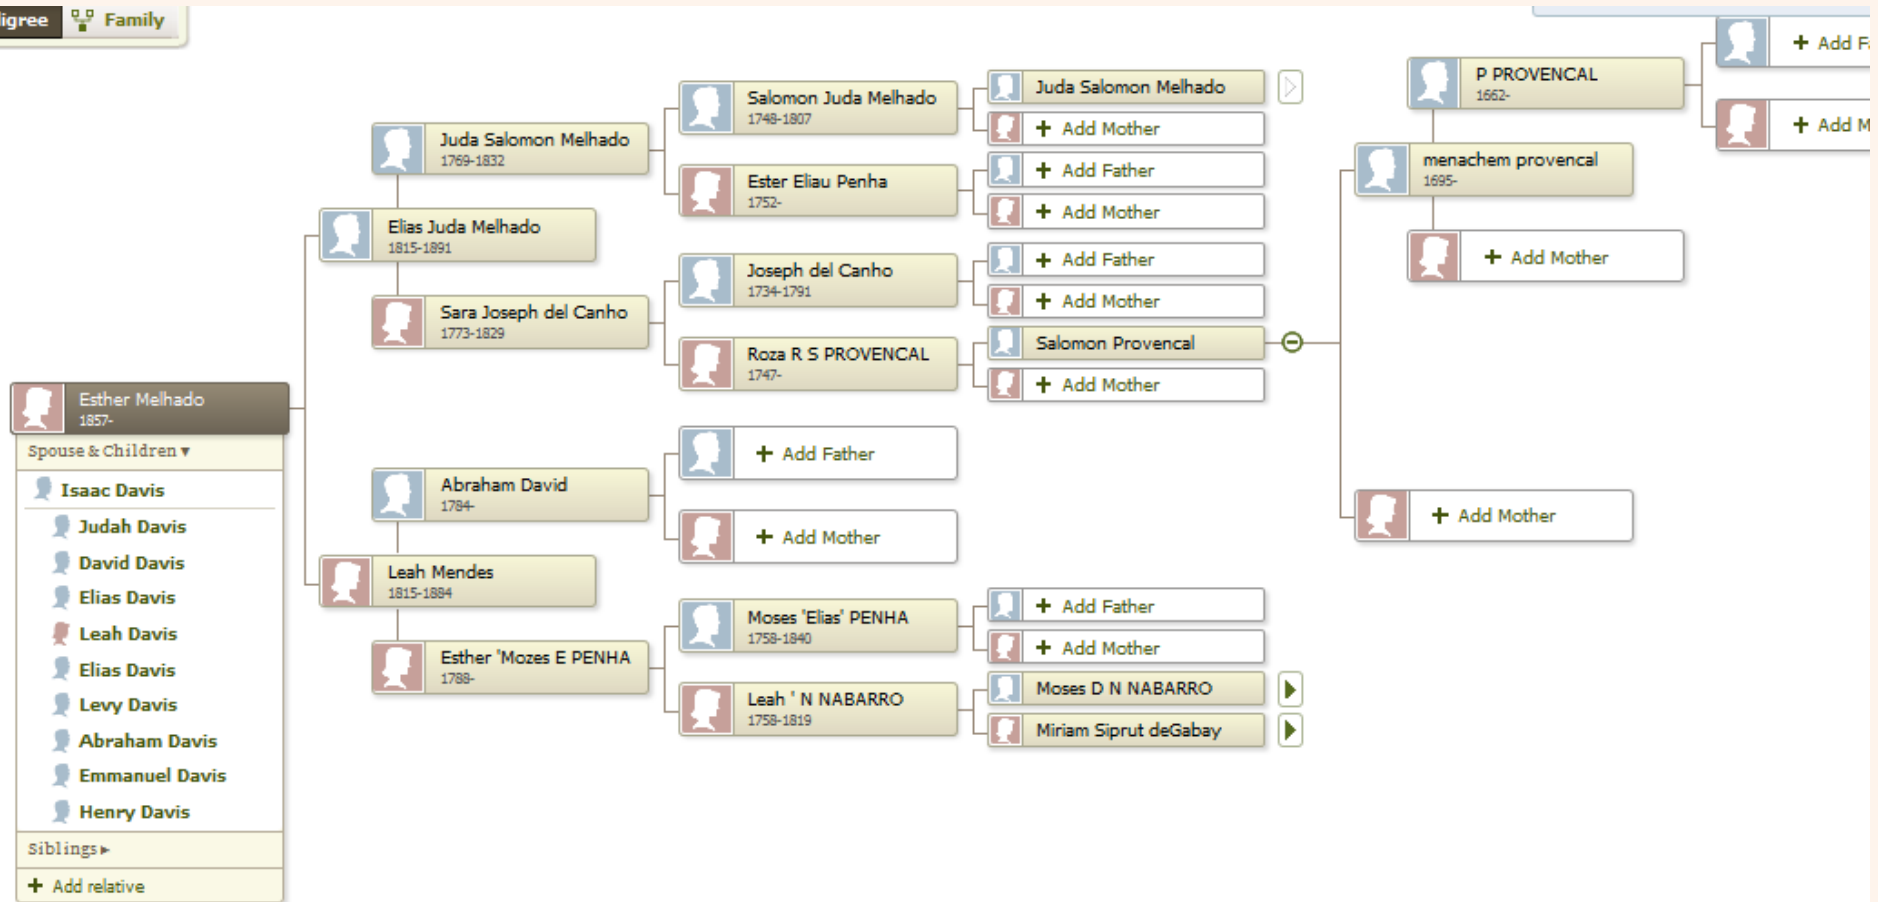 Family
Esther Melhado
1857-
Spouse & Children
Isaac Davis
Judah Davis
David Davis
Elias Davis
Leah Davis
Elias Davis
Levy Davis
Abraham Davis
Emmanuel Davis
Henry Davis
Siblings
+ Add relative
Elias Juda Melhado
1815-1891
Leah Mendes
1815-1884
Juda Salomon Melhado
1769-1832
Sara Joseph del Canho
1773-1829
Abraham David
1784-
Esther 'Mozes E PENHA
1788-
Salomon Juda Melhado
1748-1807
Ester Eliau Penha
1752-
Joseph del Canho
1734-1791
Roza R S PROVENCAL
1747-
+ Add Father
+ Add Mother
Moses 'Elias' PENHA
1758-1840
Leah ' N NABARRO
1758-1819
Juda Salomon Melhado
+ Add Mother
+ Add Father
+ Add Mother
+ Add Father
+ Add Mother
Salomon Provencal
+ Add Mother
+ Add Father
+ Add Mother
Moses D N NABARRO
Miriam Siprut deGabay
P PROVENCAL
1662-
menachem provencal
1695-
+ Add Mother
+ Add Mother
+ Add
+ Add